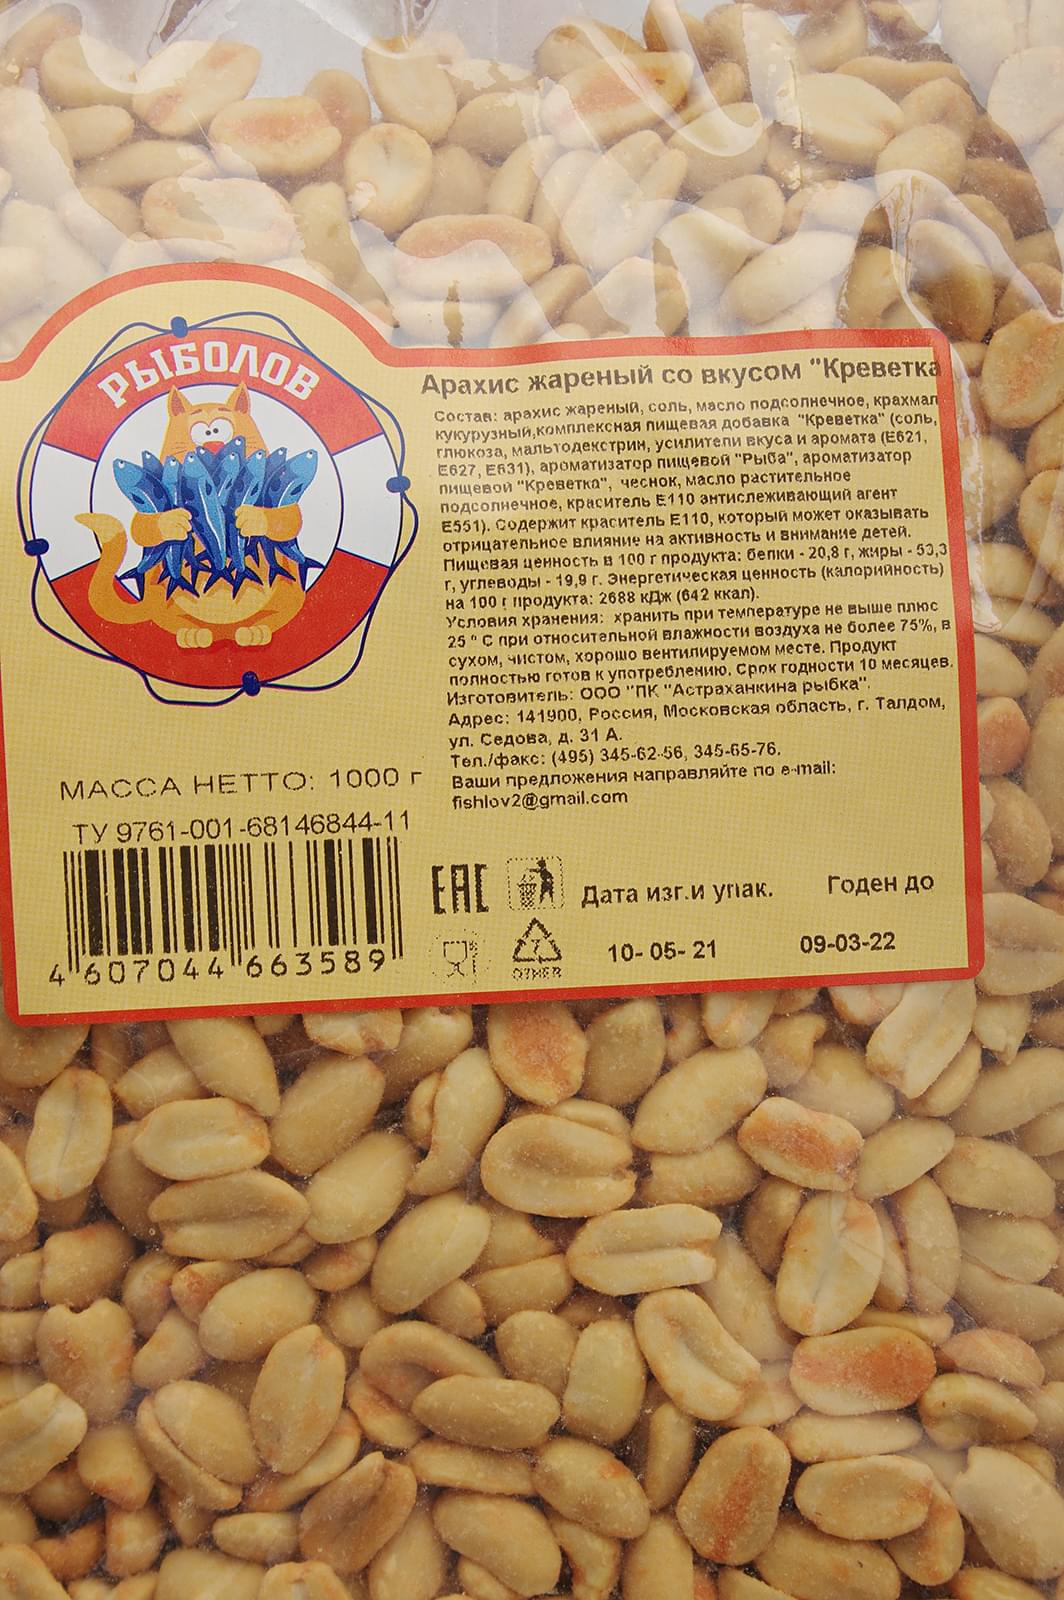 РЫБОЛОВ
Арахис жареный со вкусом "Креветка
Состав: арахис жареный, соль, масло подсолнечное, крахмал
кукурузный,комплексная пищевая добавка "Креветка" (соль,
глюкоза, мальтодекстрин, усилители вкуса и аромата (Е621,
Е627, Е631), ароматизатор пищевой "Рыба", ароматизатор
пищевой "Креветка", чеснок, масло растительное
подсолнечное, краситель Е110 антислеживающий агент
Е551). Содержит краситель Е110, который может оказывать
отрицательное влияние на активность и внимание детей.
Пищевая ценность в 100 г продукта: белки - 20,8 г, жиры - 53,3
г, углеводы - 19,9 г. Энергетическая ценность (калорийность)
на 100 г продукта: 2688 кДж (642 ккал).
Условия хранения: хранить при температуре не выше плюс
25 ° С при относительной влажности воздуха не более 75%, в
сухом, чистом, хорошо вентилируемом месте. Продукт
полностью готов к употреблению. Срок годности 10 месяцев.
Изготовитель: ООО "ПК "Астраханкина рыбка".
Адрес: 141900, Россия, Московская область, г. Талдом,
ул. Седова, д. 31 А.
Тел./факс: (495) 345-62-56, 345-65-76.
Ваши предложения направляйте по e-mail:
fishlov2@gmail.com
МАССА НЕТТО: 1000 г
ТУ 9761-001-68146844-11
4 607044 663589
EAC
7
OTHER
Дата изг.и упак.
Годен до
10- 05- 21
09-03-22